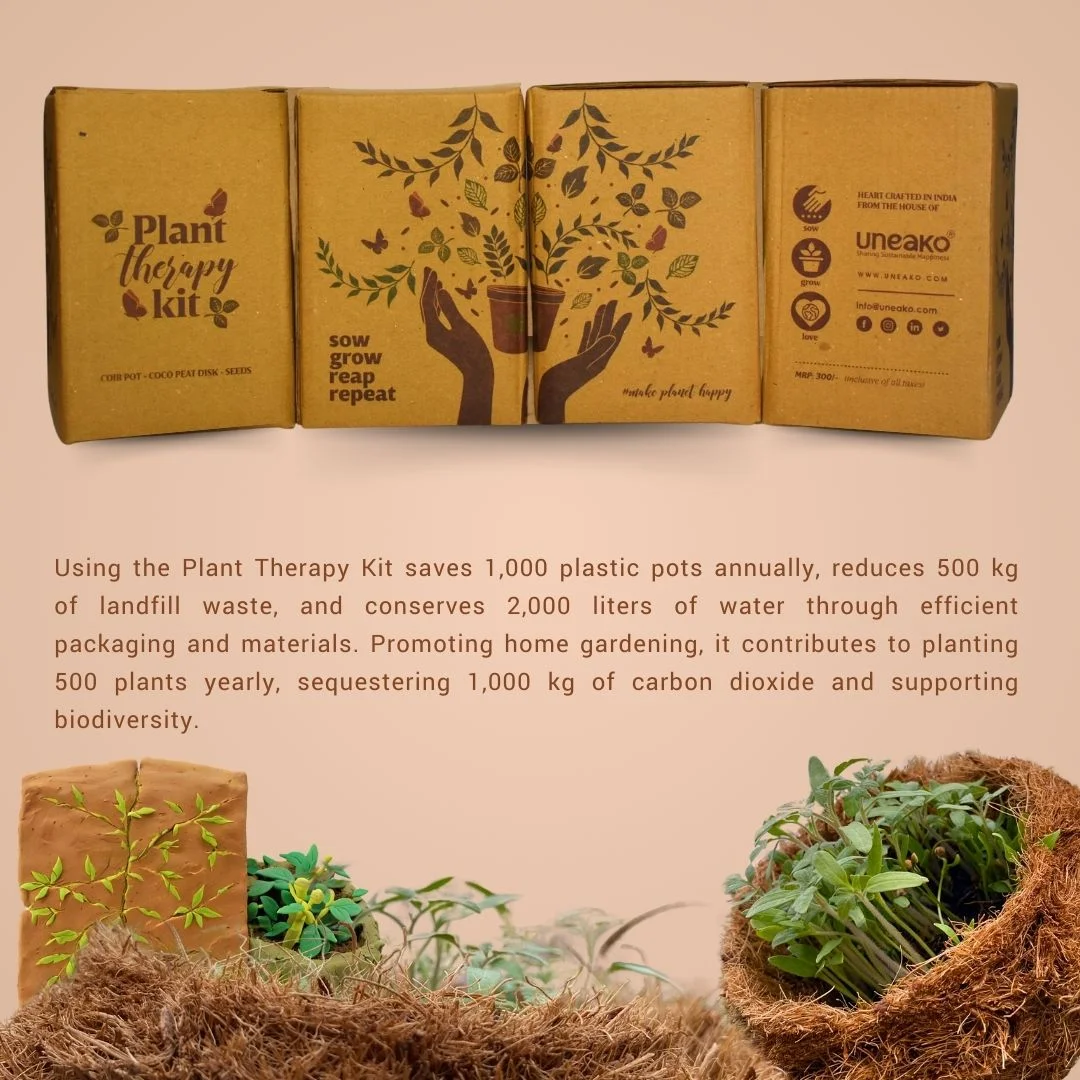 Plant
therapy
kit
COIR POT - COCO PEAT DISK - SEEDS
sow
grow
reap
repeat
#make planet happy
sow
grow
love
HEART CRAFTED IN INDIA
FROM THE HOUSE OF
uneako®
Sharing Sustainable Happiness
WWW.UNEAKO.COM
Info@uneako.com
MRP: 300/- (inclusive of all taxes)
Using the Plant Therapy Kit saves 1,000 plastic pots annually, reduces 500 kg
of landfill waste, and conserves 2,000 liters of water through efficient
packaging and materials. Promoting home gardening, it contributes to planting
500 plants yearly, sequestering 1,000 kg of carbon dioxide and supporting
biodiversity.